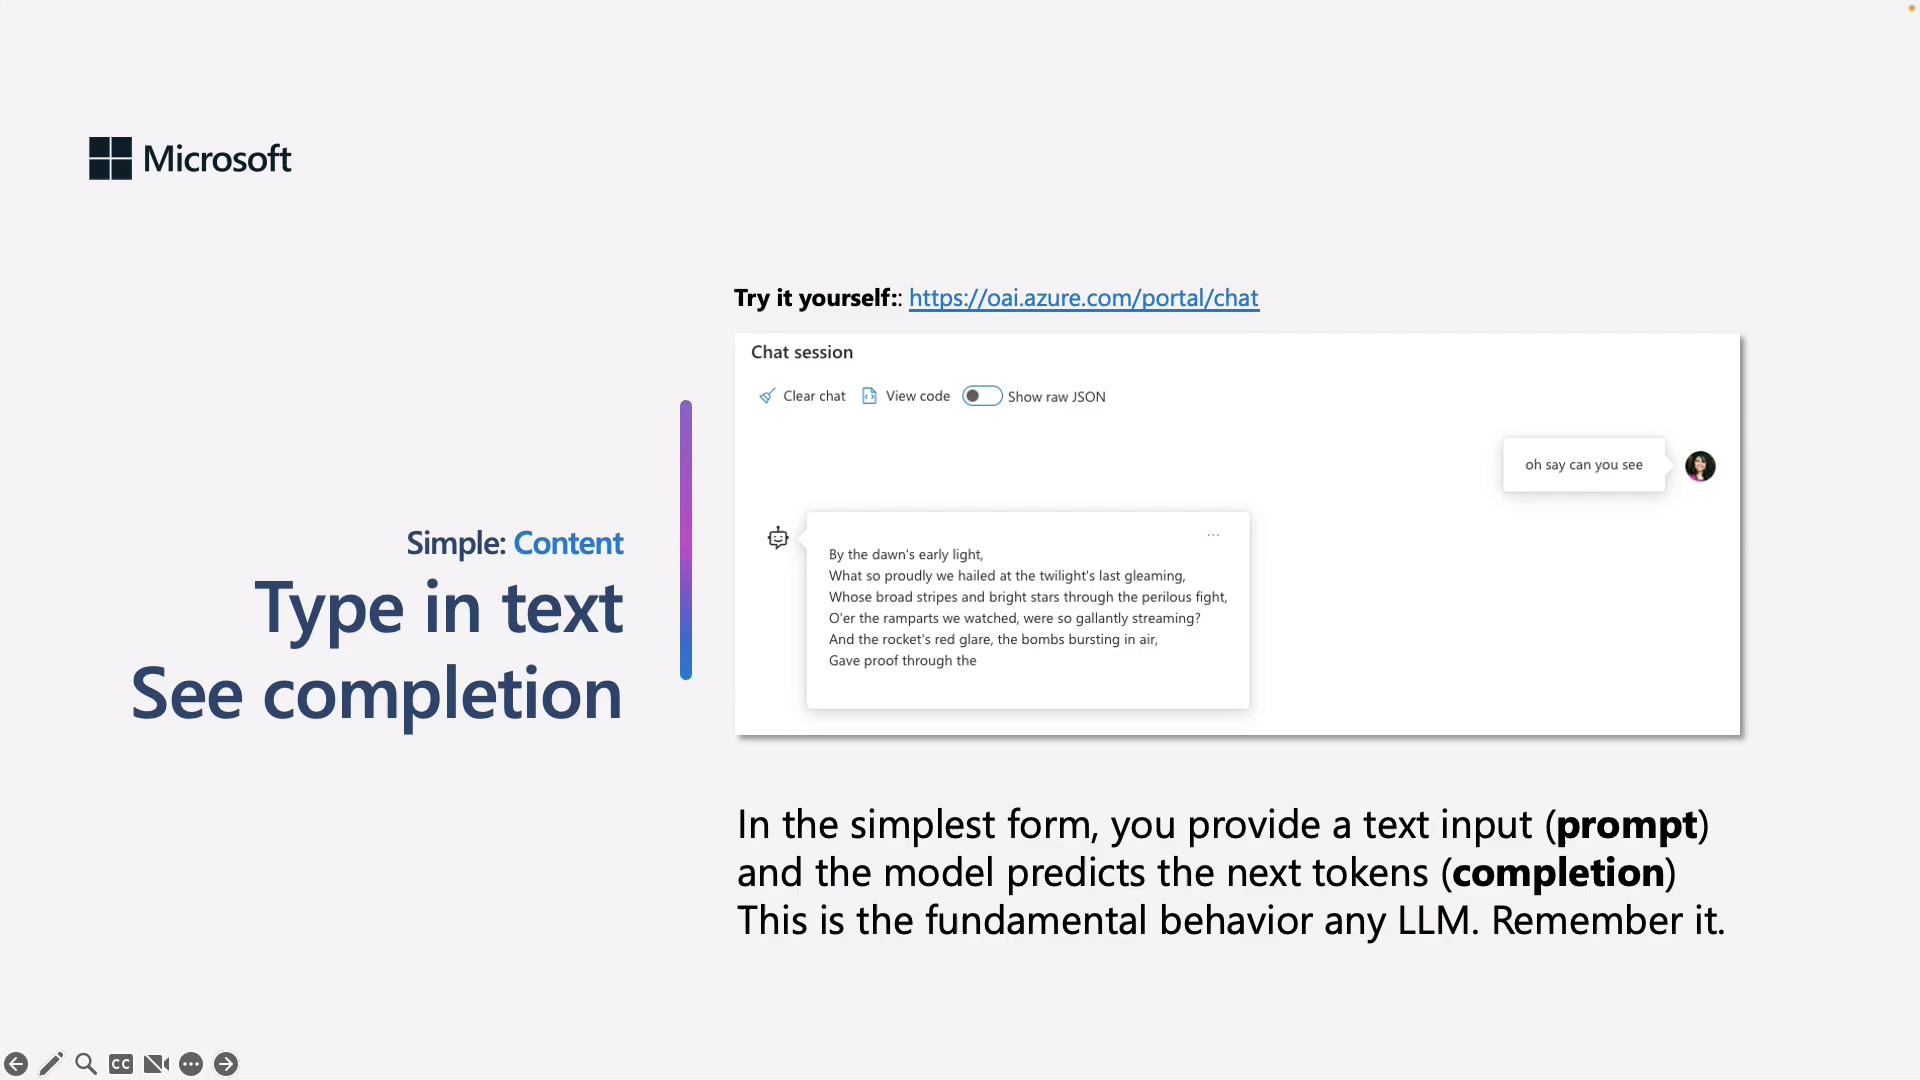 Microsoft
Simple: Content
Type in text
See completion
Try it yourself:: https://oai.azure.com/portal/chat
Chat session
Clear chat View code Show raw JSON
oh say can you see
...
By the dawn's early light,
What so proudly we hailed at the twilight's last gleaming,
Whose broad stripes and bright stars through the perilous fight,
O'er the ramparts we watched, were so gallantly streaming?
And the rocket's red glare, the bombs bursting in air,
Gave proof through the
In the simplest form, you provide a text input (prompt)
and the model predicts the next tokens (completion)
This is the fundamental behavior any LLM. Remember it.
CC